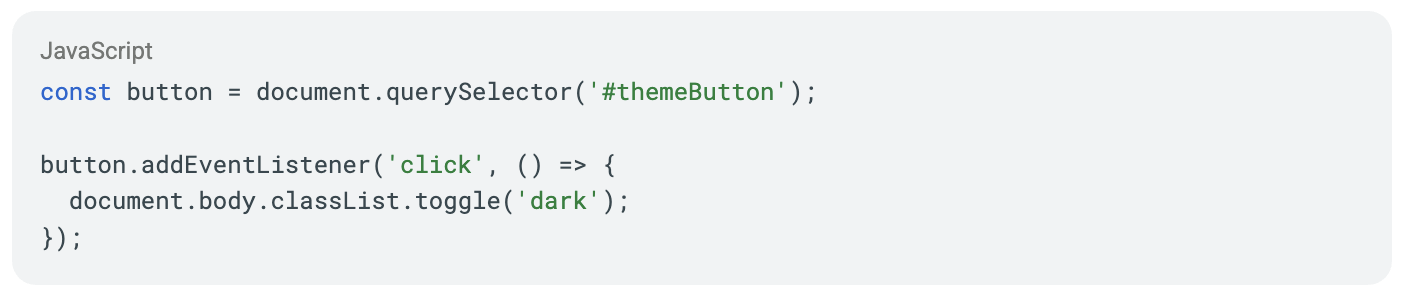 JavaScript
const button = document.querySelector('#themeButton');

button.addEventListener('click', () => {
  document.body.classList.toggle('dark');
});